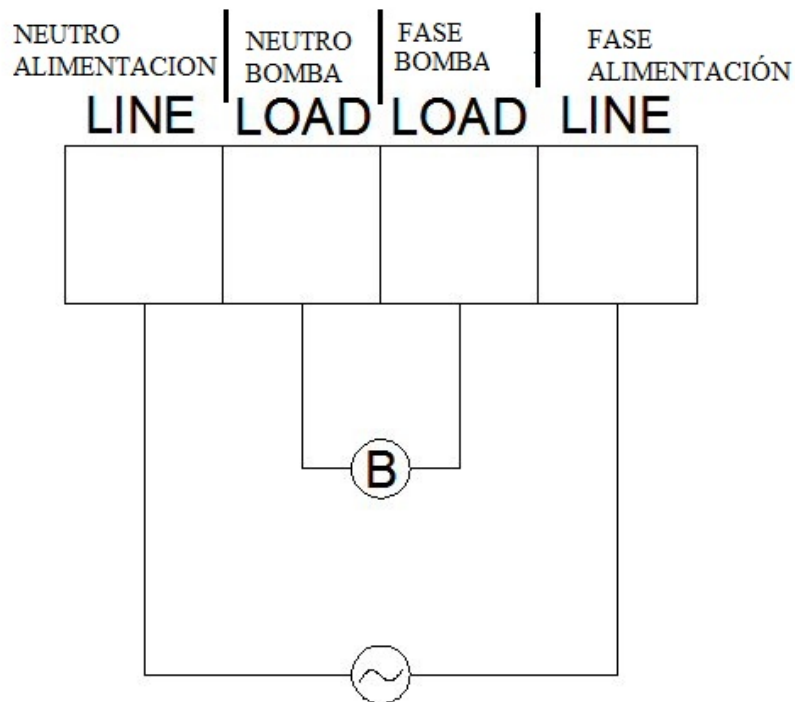 NEUTRO
ALIMENTACION
NEUTRO
BOMBA
FASE
BOMBA
FASE
ALIMENTACIÓN
LINE LOAD LOAD LINE
B